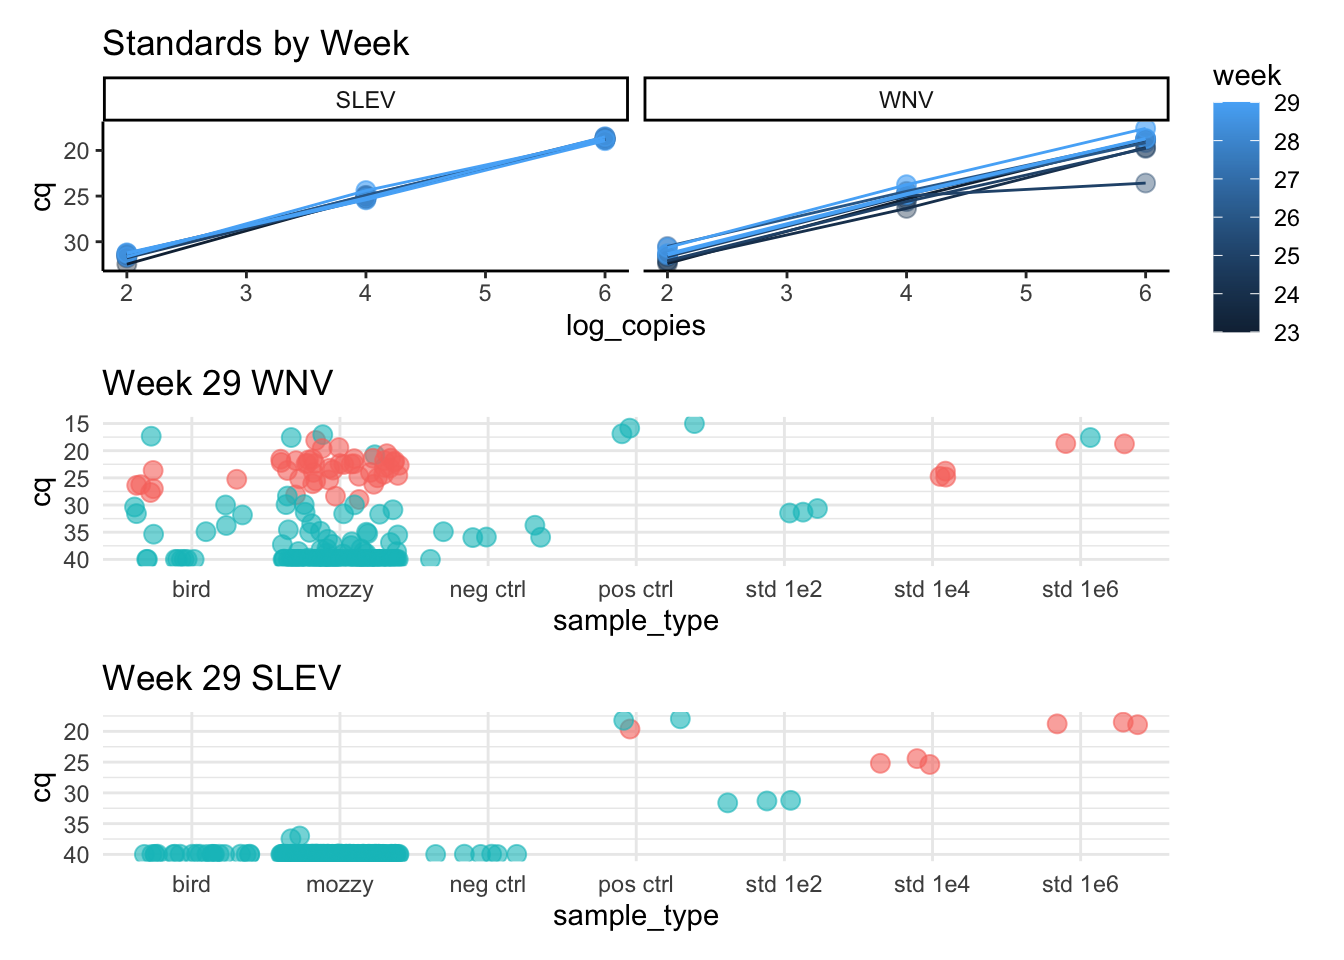 Standards by Week
SLEV WNV
week
29
28
27
26
25
24
23
cq
20
25
30
2 3 4 5 6 2 3 4 5 6
log_copies
Week 29 WNV
cq
15
20
25
30
35
40
bird mozzy neg ctrl pos ctrl std 1e2 std 1e4 std 1e6
sample_type
Week 29 SLEV
cq
20
25
30
35
40
bird mozzy neg ctrl pos ctrl std 1e2 std 1e4 std 1e6
sample_type